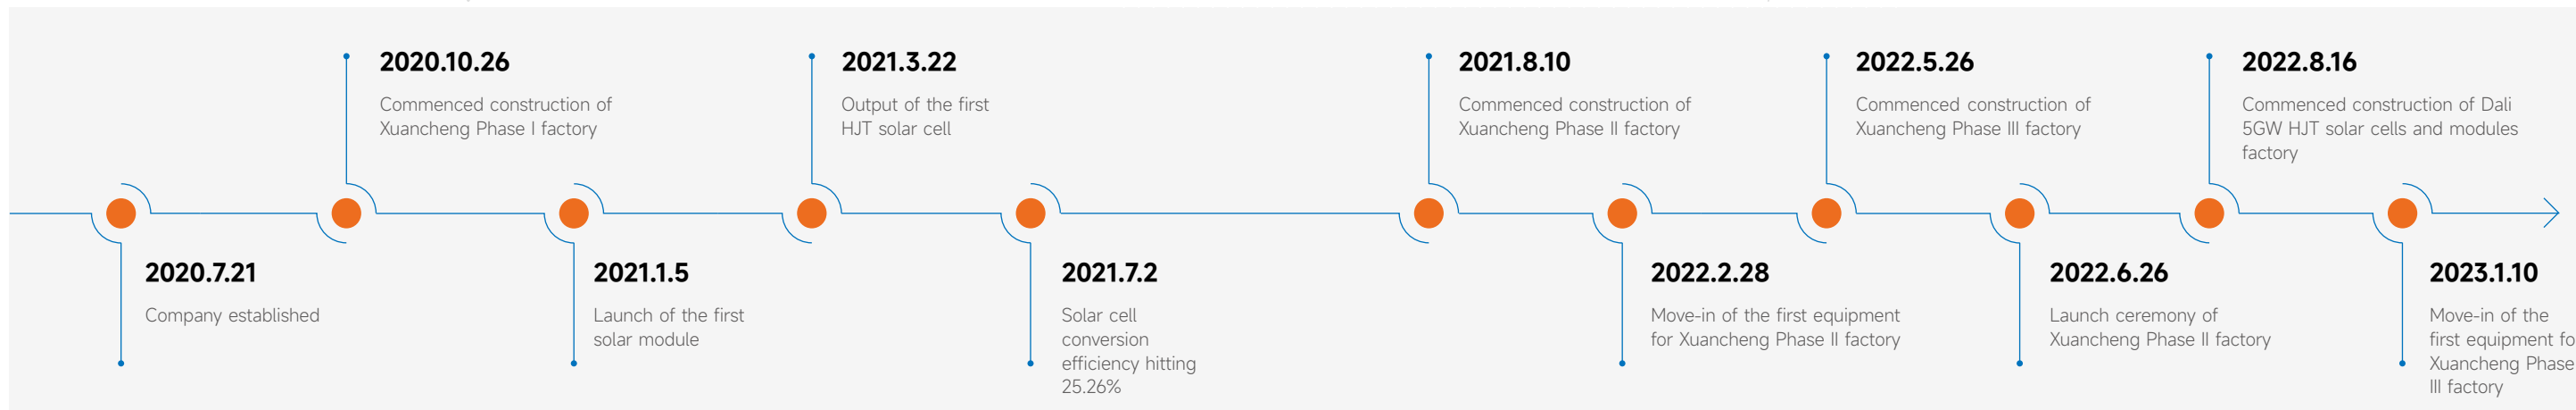 2020.7.21
Company established
2020.10.26
Commenced construction of
Xuancheng Phase I factory
2021.1.5
Launch of the first
solar module
2021.3.22
Output of the first
HJT solar cell
2021.7.2
Solar cell
conversion
efficiency hitting
25.26%
2021.8.10
Commenced construction of
Xuancheng Phase II factory
2022.2.28
Move-in of the first equipment
for Xuancheng Phase II factory
2022.5.26
Commenced construction of
Xuancheng Phase III factory
2022.6.26
Launch ceremony of
Xuancheng Phase II factory
2022.8.16
Commenced construction of Dali
5GW HJT solar cells and modules
factory
2023.1.10
Move-in of the
first equipment fo
Xuancheng Phase
III factory